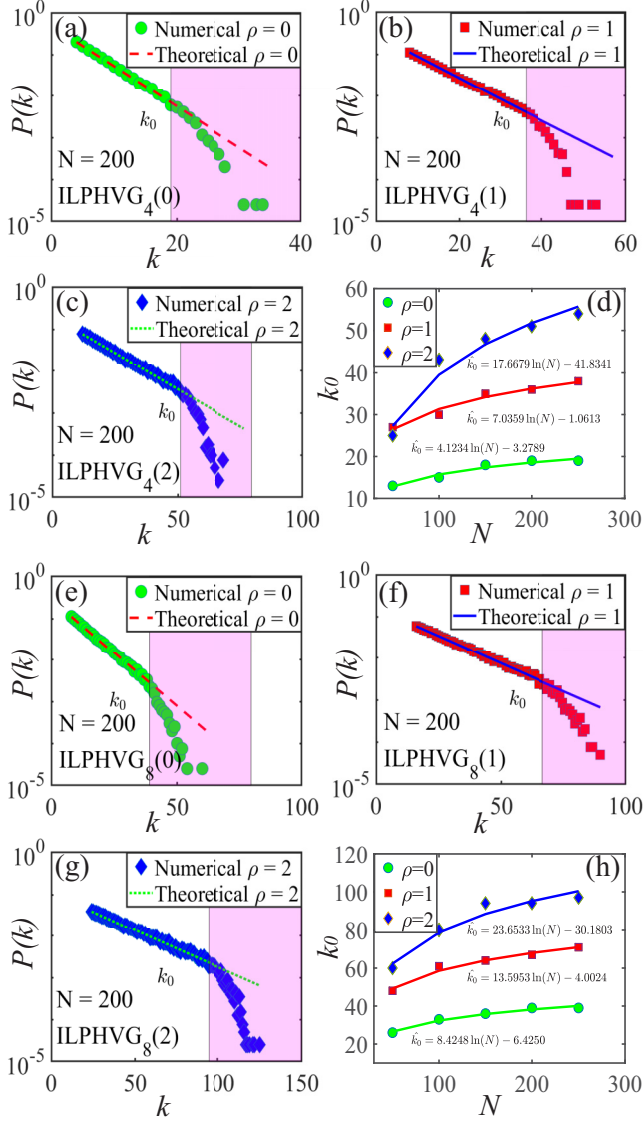 (a)
Numerical ρ = 0
Theoretical ρ = 0
10^0
P(k)
k_0
N = 200
ILPHVG_4(0)
10^-5
0 20 40
k
(b)
Numerical ρ = 1
Theoretical ρ = 1
10^0
P(k)
k_0
N = 200
ILPHVG_4(1)
10^-5
0 20 40 60
k
(c)
Numerical ρ = 2
Theoretical ρ = 2
10^0
P(k)
k_0
N = 200
ILPHVG_4(2)
10^-5
0 50 100
k
(d)
ρ=0
ρ=1
ρ=2
60
50
40
30
20
10
k_0
k̂_0 = 17.6679 ln(N) − 41.8341
k̂_0 = 7.0359 ln(N) − 1.0613
k̂_0 = 4.1234 ln(N) − 3.2789
100 200 300
N
(e)
Numerical ρ = 0
Theoretical ρ = 0
10^0
P(k)
k_0
N = 200
ILPHVG_8(0)
10^-5
0 50 100
k
(f)
Numerical ρ = 1
Theoretical ρ = 1
10^0
P(k)
k_0
N = 200
ILPHVG_8(1)
10^-5
0 50 100
k
(g)
Numerical ρ = 2
Theoretical ρ = 2
10^0
P(k)
k_0
N = 200
ILPHVG_8(2)
10^-5
0 50 100 150
k
(h)
ρ=0
ρ=1
ρ=2
120
100
80
60
40
20
k_0
k̂_0 = 23.6533 ln(N) − 30.1803
k̂_0 = 13.5953 ln(N) − 4.0024
k̂_0 = 8.4248 ln(N) − 6.4250
100 200 300
N